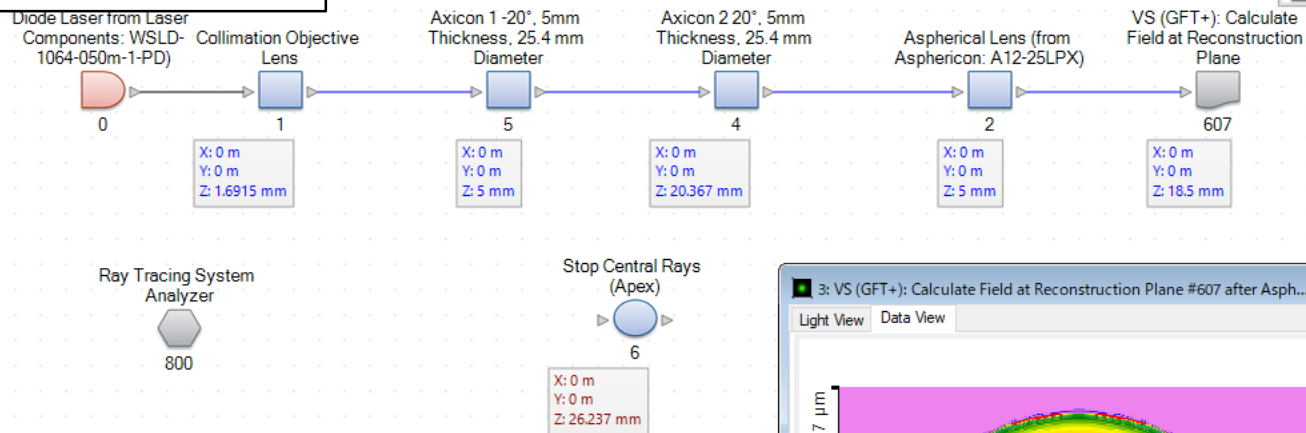 Diode Laser from Laser
Components: WSLD-
1064-050m-1-PD)
0
Collimation Objective
Lens
1
X: 0 m
Y: 0 m
Z: 1.6915 mm
Axicon 1 -20°, 5mm
Thickness, 25.4 mm
Diameter
5
X: 0 m
Y: 0 m
Z: 5 mm
Axicon 2 20°, 5mm
Thickness, 25.4 mm
Diameter
4
X: 0 m
Y: 0 m
Z: 20.367 mm
Aspherical Lens (from
Asphericon: A12-25LPX)
2
X: 0 m
Y: 0 m
Z: 5 mm
VS (GFT+): Calculate
Field at Reconstruction
Plane
607
X: 0 m
Y: 0 m
Z: 18.5 mm
Ray Tracing System
Analyzer
800
Stop Central Rays
(Apex)
6
X: 0 m
Y: 0 m
Z: 26.237 mm
3: VS (GFT+): Calculate Field at Reconstruction Plane #607 after Asph...
Light View Data View
7 µm